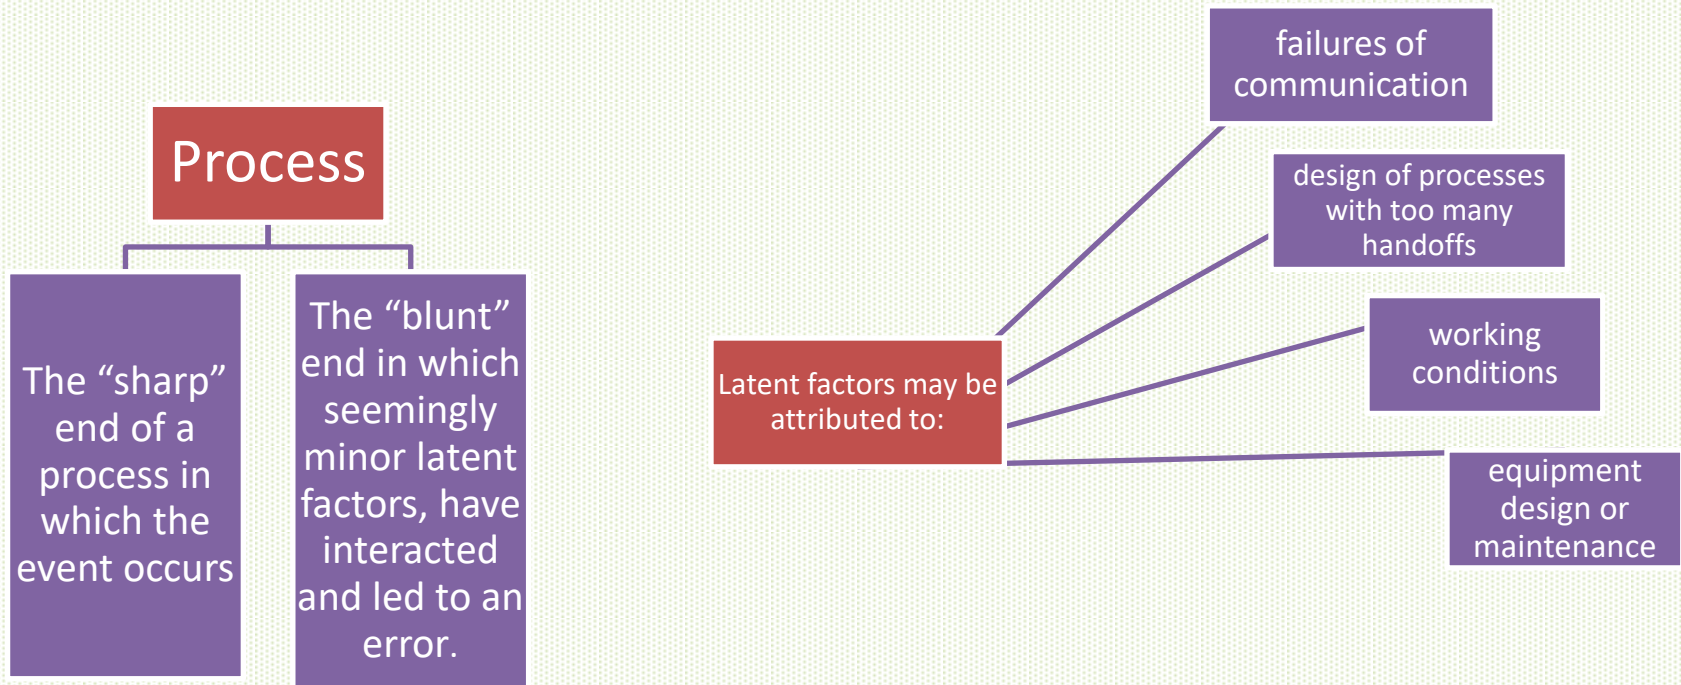 Process
The “sharp”
end of a
process in
which the
event occurs
The “blunt”
end in which
seemingly
minor latent
factors, have
interacted
and led to an
error.
Latent factors may be
attributed to:
failures of
communication
design of processes
with too many
handoffs
working
conditions
equipment
design or
maintenance